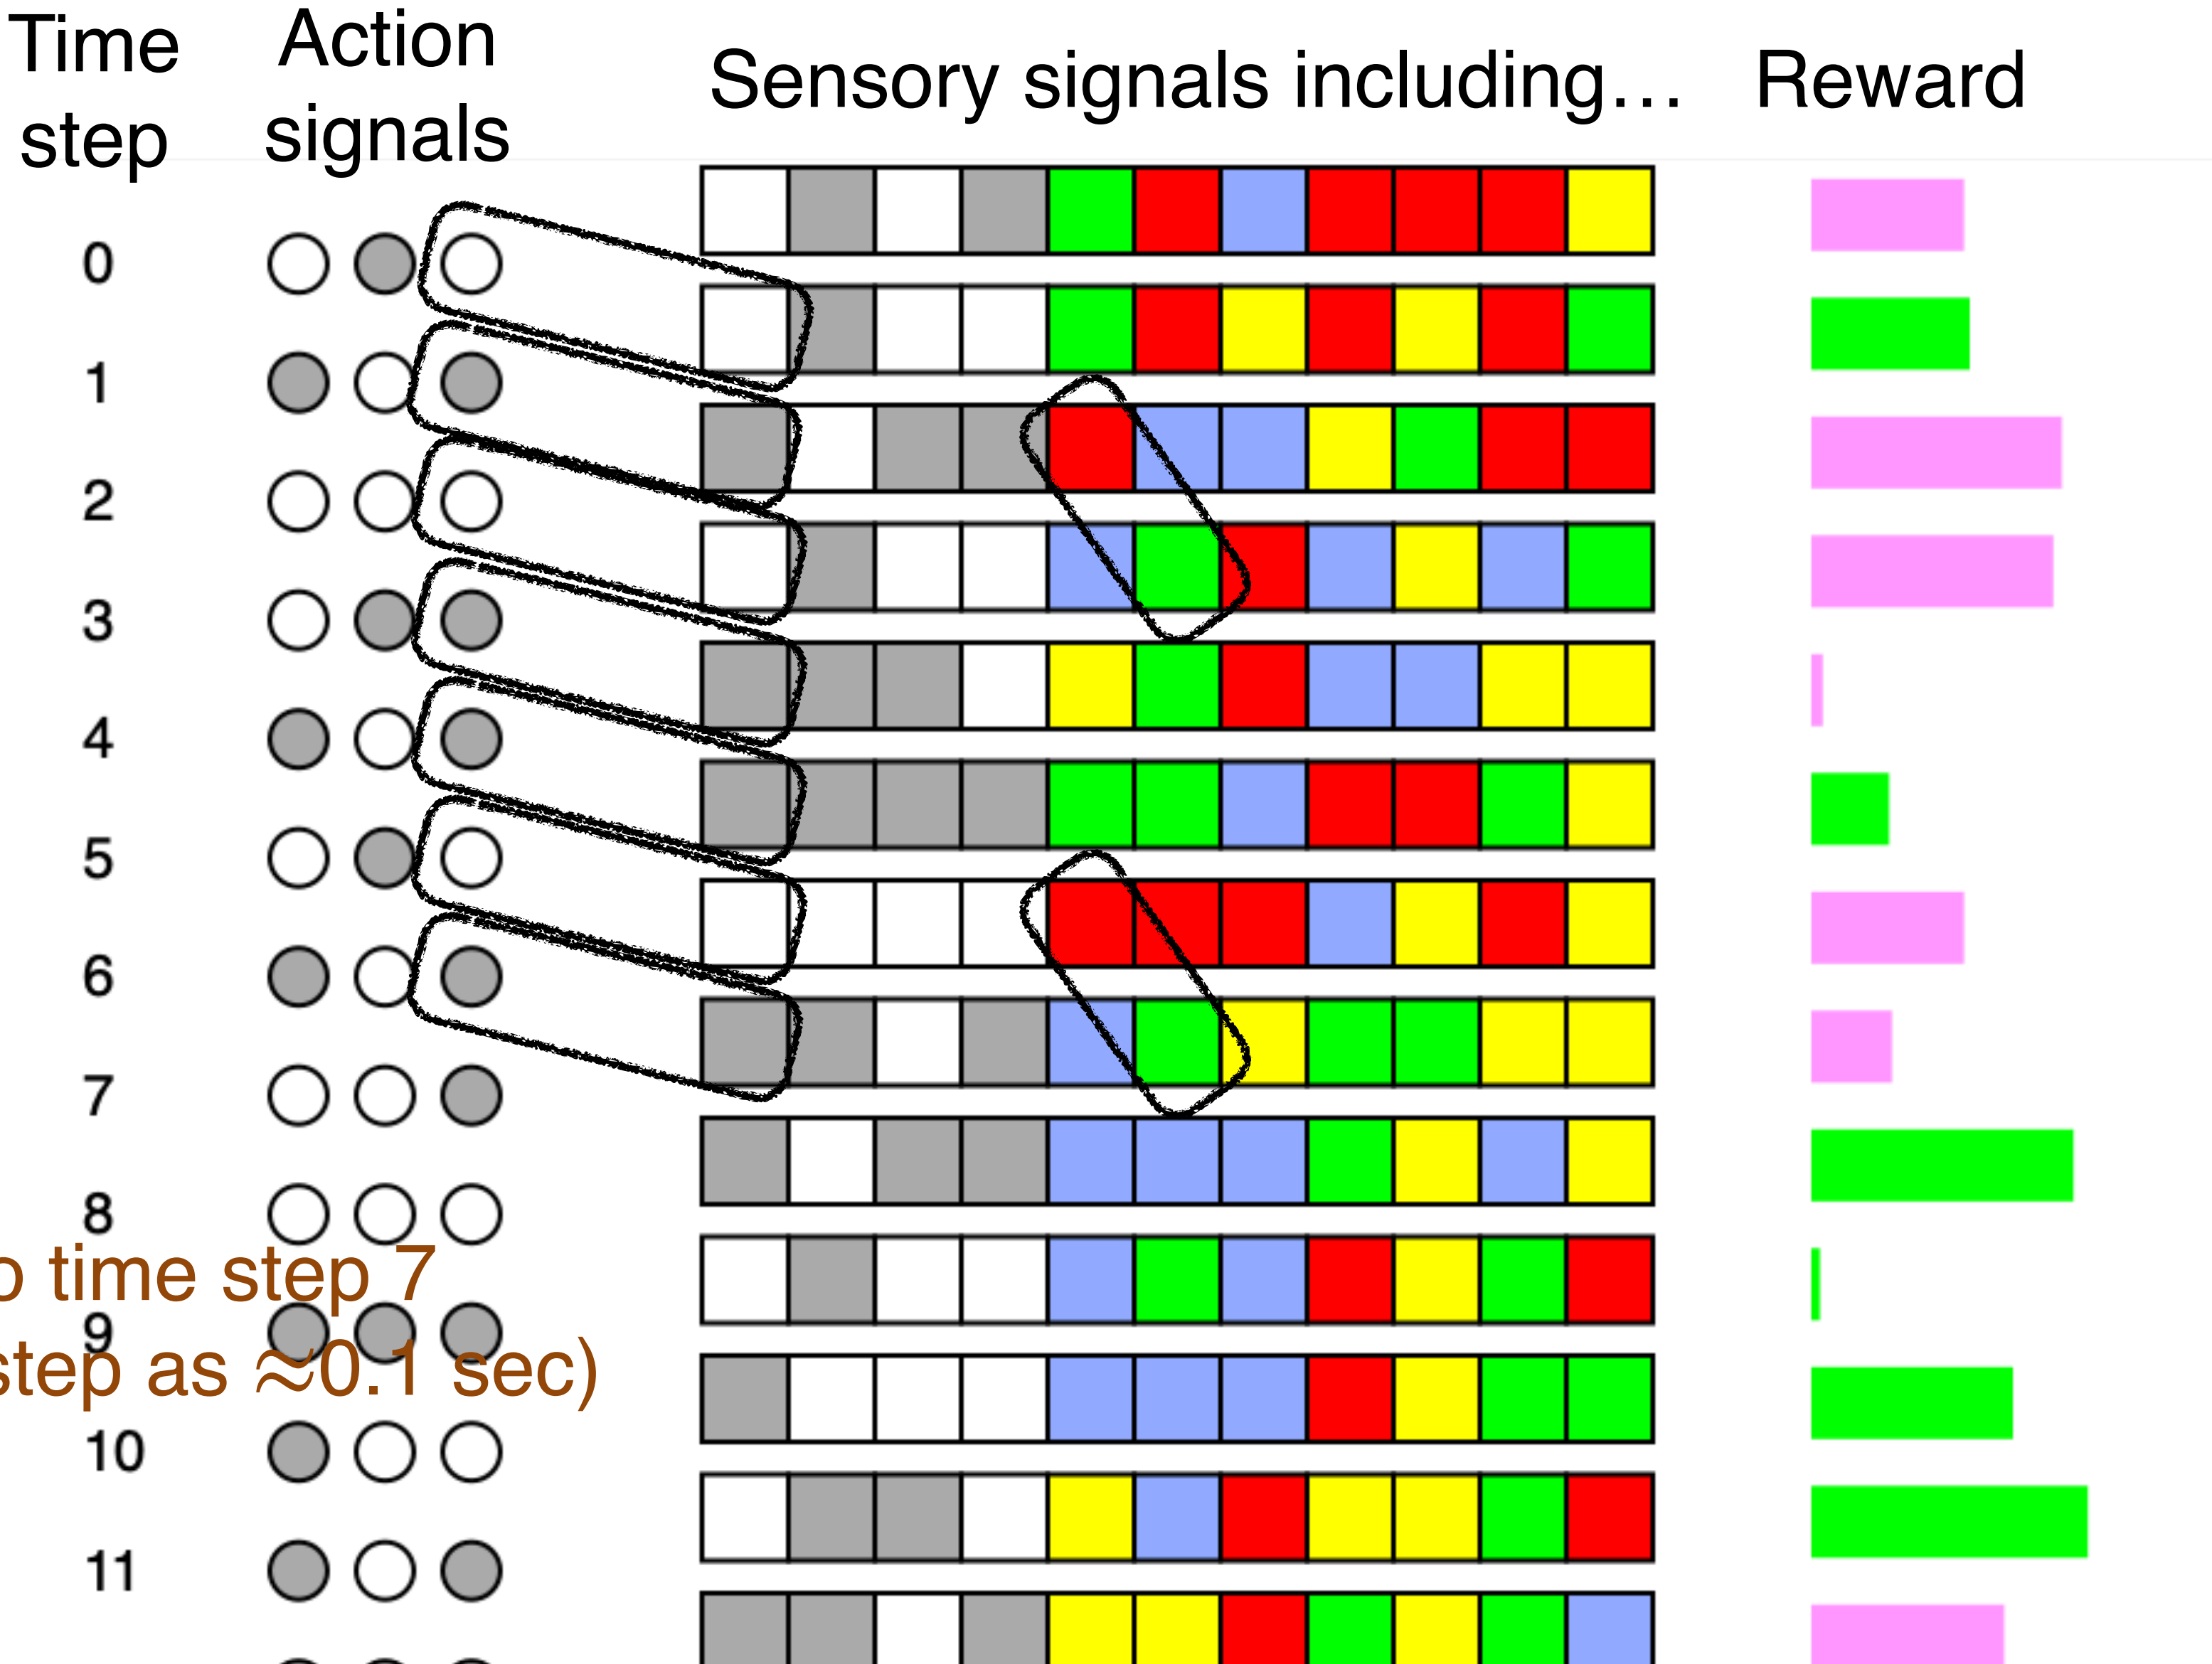 Time
step
Action
signals
Sensory signals including…
Reward
0
1
2
3
4
5
6
7
8
time step 7
9
step as ≈0.1 sec)
10
11